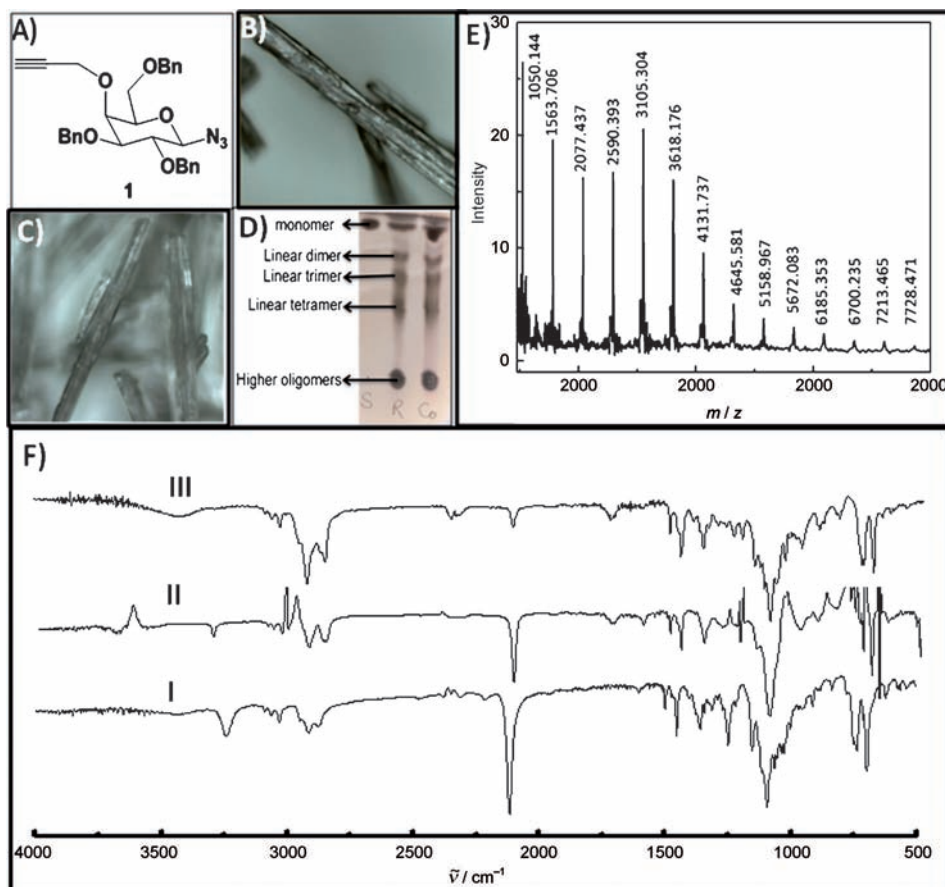 A)
OBn
O
O
BnO
N3
OBn
1
B)
C)
D)
monomer
Linear dimer
Linear trimer
Linear tetramer
Higher oligomers
S R Co
E)
Intensity
30
20
10
0
1050.144
1563.706
2077.437
2590.393
3105.304
3618.176
4131.737
4645.581
5158.967
5672.083
6185.353
6700.235
7213.465
7728.471
2000 2000 2000 2000
m / z
F)
III
II
I
4000 3500 3000 2500 2000 1500 1000 500
ṽ / cm⁻¹